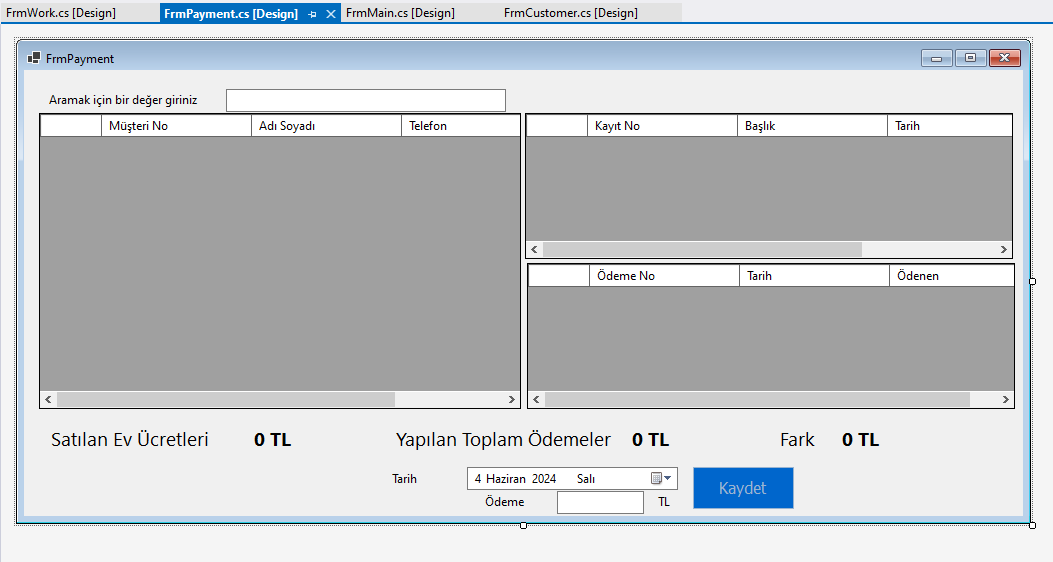 FrmWork.cs [Design] FrmPayment.cs [Design] FrmMain.cs [Design] FrmCustomer.cs [Design]
FrmPayment
Aramak için bir değer giriniz
Müşteri No Adı Soyadı Telefon
Kayıt No Başlık Tarih
Ödeme No Tarih Ödenen
Satılan Ev Ücretleri 0 TL Yapılan Toplam Ödemeler 0 TL Fark 0 TL
Tarih 4 Haziran 2024 Salı
Ödeme TL
Kaydet